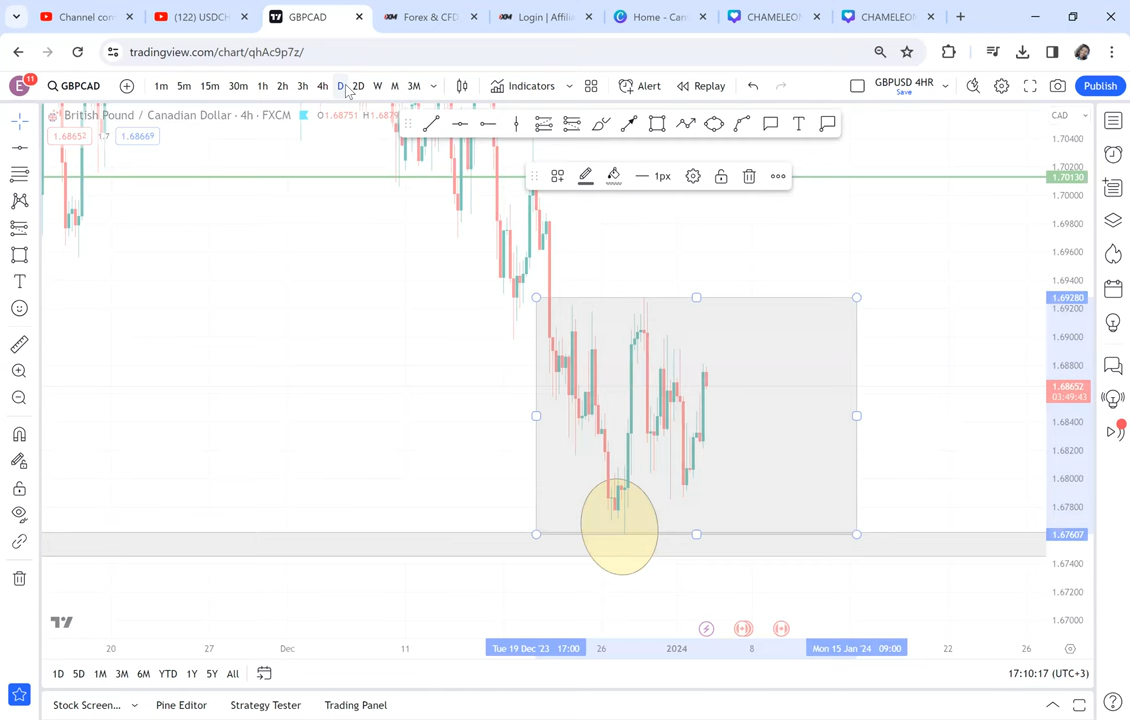 Channel con
(122) USDCH
GBPCAD
Forex & CFD
Login | Affilia
Home - Can
CHAMELEON
CHAMELEON
tradingview.com/chart/qhAc9p7z/
E
11
GBPCAD
1m 5m 15m 30m 1h 2h 3h 4h D 2D W M 3M
Indicators
Alert
Replay
GBPUSD 4HR
Save
Publish
British Pound / Canadian Dollar · 4h · FXCM
O1.68751 H1.6879
1.68652
1.7
1.68669
1px
CAD
1.70400
1.70200
1.70130
1.70000
1.69800
1.69600
1.69400
1.69280
1.69200
1.69000
1.68800
1.68652
03:49:43
1.68400
1.68200
1.68000
1.67800
1.67607
1.67400
1.67200
1.67000
20 27 Dec 11 Tue 19 Dec '23 17:00 26 2024 8 Mon 15 Jan '24 09:00 22 26
1D 5D 1M 3M 6M YTD 1Y 5Y All
17:10:17 (UTC+3)
Stock Screen... Pine Editor Strategy Tester Trading Panel